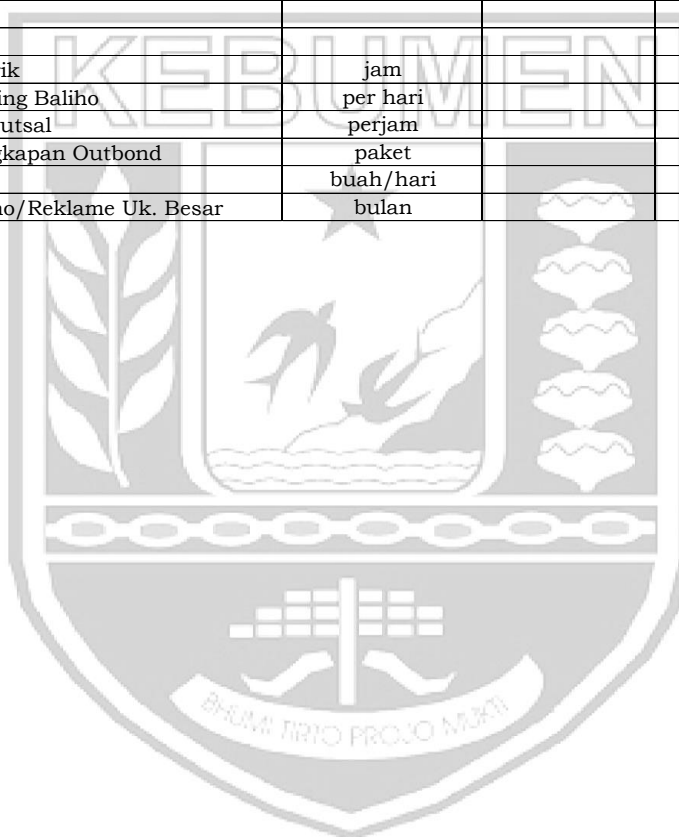 KEBUMEN
ik jam
ing Baliho per hari
utsal perjam
gkapan Outbond paket
buah/hari
o/Reklame Uk. Besar bulan
BHUMI TIRTO PROJO MUKTI